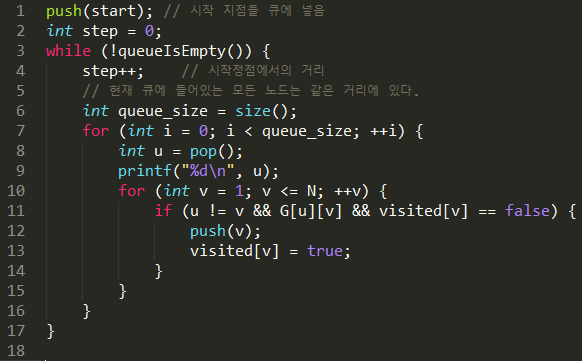 1 push(start); // 시작 지점을 큐에 넣음
2 int step = 0;
3 while (!queueIsEmpty()) {
4     step++;    // 시작정점에서의 거리
5     // 현재 큐에 들어있는 모든 노드는 같은 거리에 있다.
6     int queue_size = size();
7     for (int i = 0; i < queue_size; ++i) {
8         int u = pop();
9         printf("%d\n", u);
10         for (int v = 1; v <= N; ++v) {
11             if (u != v && G[u][v] && visited[v] == false) {
12                 push(v);
13                 visited[v] = true;
14             }
15         }
16     }
17 }
18